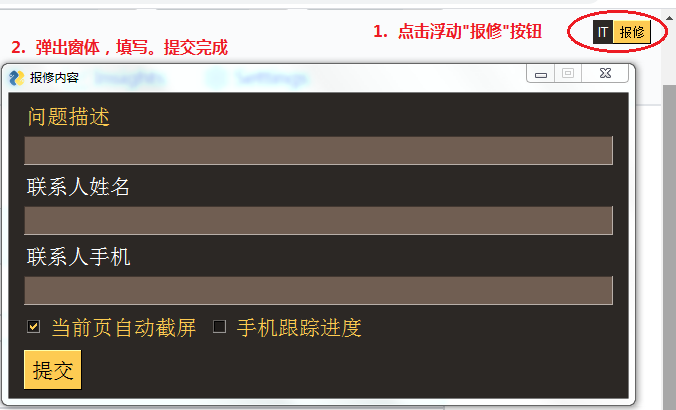 1. 点击浮动"报修"按钮
IT 报修
2. 弹出窗体，填写。提交完成
Insights Settings
报修内容
问题描述
联系人姓名
联系人手机
当前页自动截屏 手机跟踪进度
提交